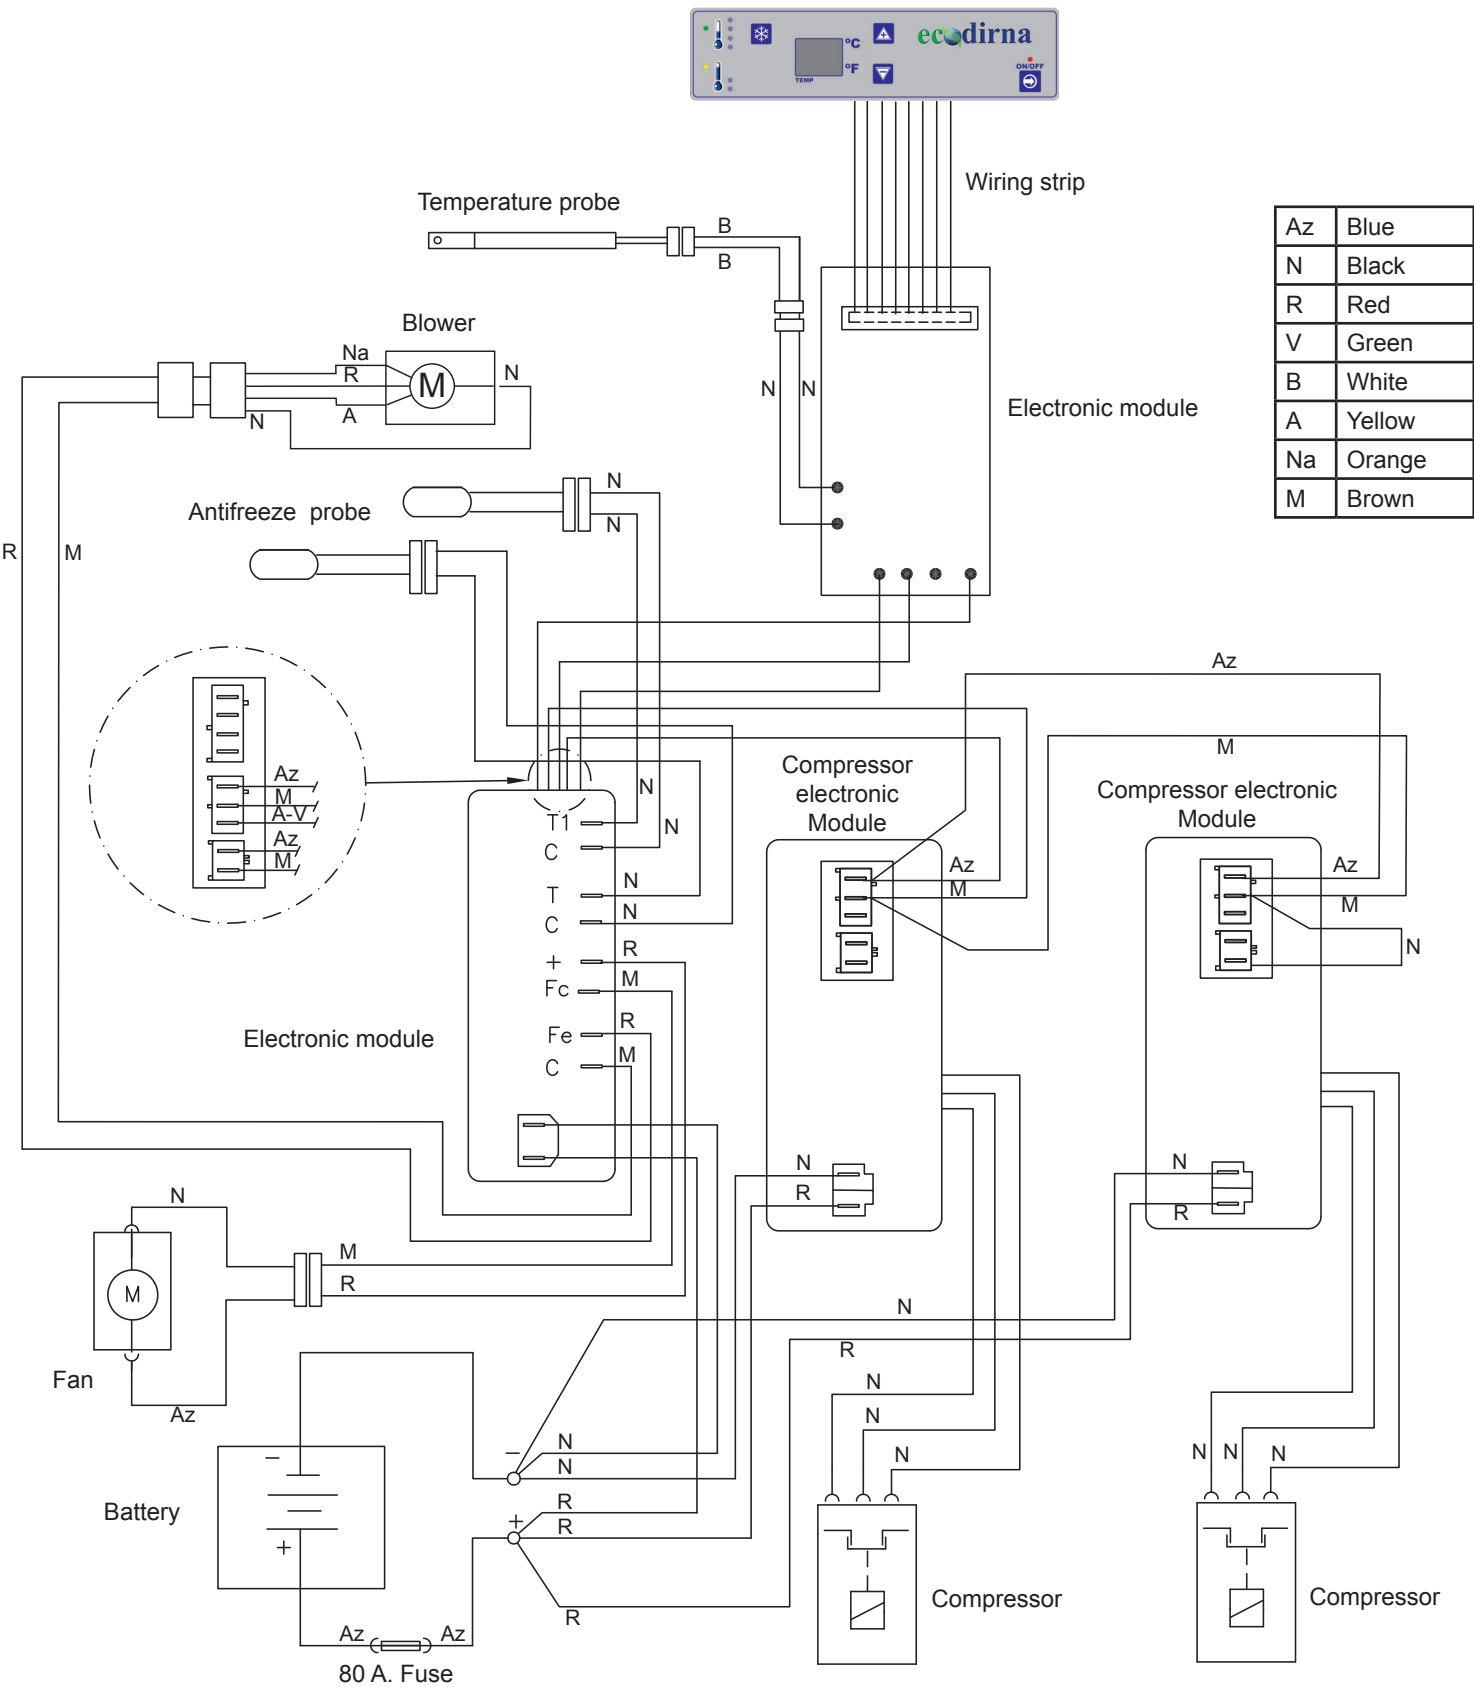 ecodirna
°C
°F
TEMP
ON/OFF
Wiring strip
Temperature probe
B
B
Az Blue
N Black
R Red
V Green
B White
A Yellow
Na Orange
M Brown
Blower
Na
R
M
N
A
N
N
N
Electronic module
Antifreeze probe
N
N
R
M
Az
M
Az
M
A-V
Az
M
N
N
Compressor
electronic
Module
Compressor electronic
Module
T1
C
T
C
+
Fc
Fe
C
N
N
R
M
R
M
Az
M
Az
M
N
Electronic module
N
R
N
R
N
M
M
R
Fan
Az
N
R
Battery
−
+
−
N
N
+
R
R
R
Az
Az
80 A. Fuse
N
N
N
Compressor
N
N
N
Compressor